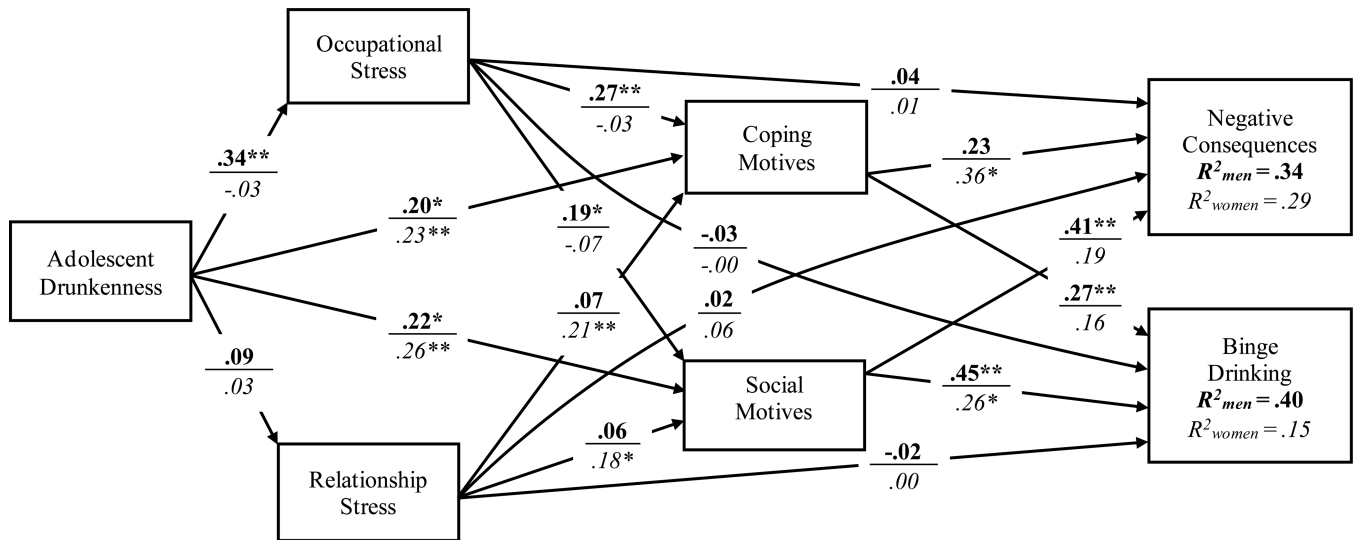 Occupational
Stress
.27**
-.03
.04
.01
Coping
Motives
Negative
Consequences
R²men = .34
R²women = .29
.34**
-.03
.23
.36*
.20*
.23**
.19*
-.07
-.03
-.00
.41**
.19
Adolescent
Drunkenness
.07
.21**
.02
.06
.27**
.16
.22*
.26**
.09
.03
Social
Motives
.45**
.26*
Binge
Drinking
R²men = .40
R²women = .15
.06
.18*
-.02
.00
Relationship
Stress